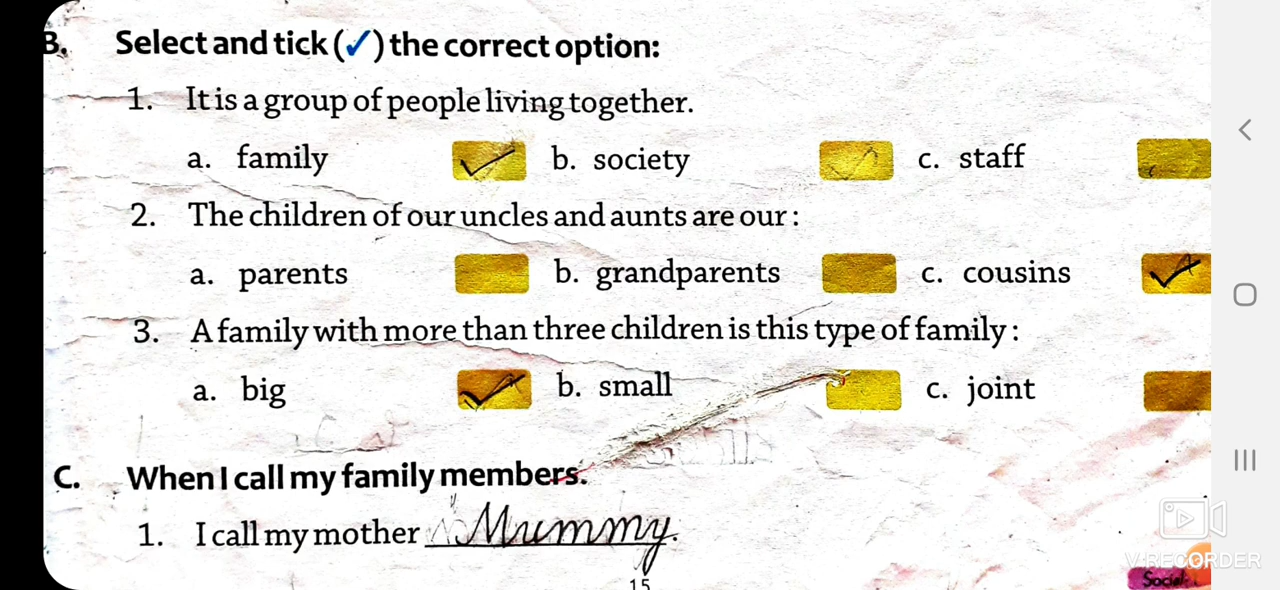 B. Select and tick (✓) the correct option:
1. It is a group of people living together.
a. family ✓ b. society c. staff
2. The children of our uncles and aunts are our :
a. parents b. grandparents c. cousins ✓
3. A family with more than three children is this type of family :
a. big ✓ b. small c. joint
C. When I call my family members.
1. I call my mother Mummy.
15
V RECORDER
Social